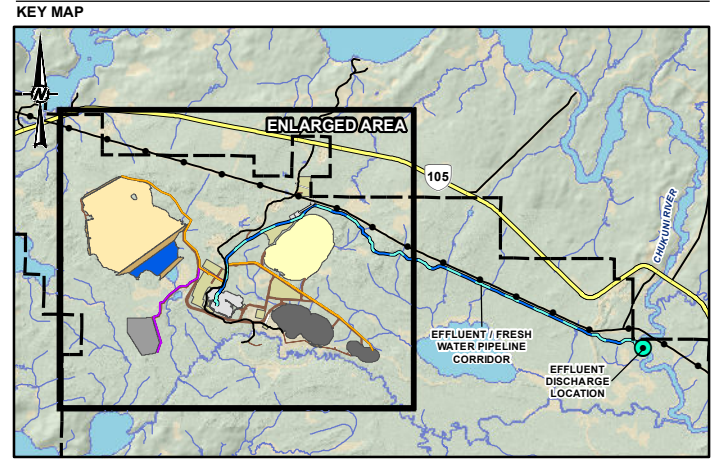 KEY MAP
N
ENLARGED AREA
105
CHUKUNI RIVER
EFFLUENT / FRESH
WATER PIPELINE
CORRIDOR
EFFLUENT
DISCHARGE
LOCATION